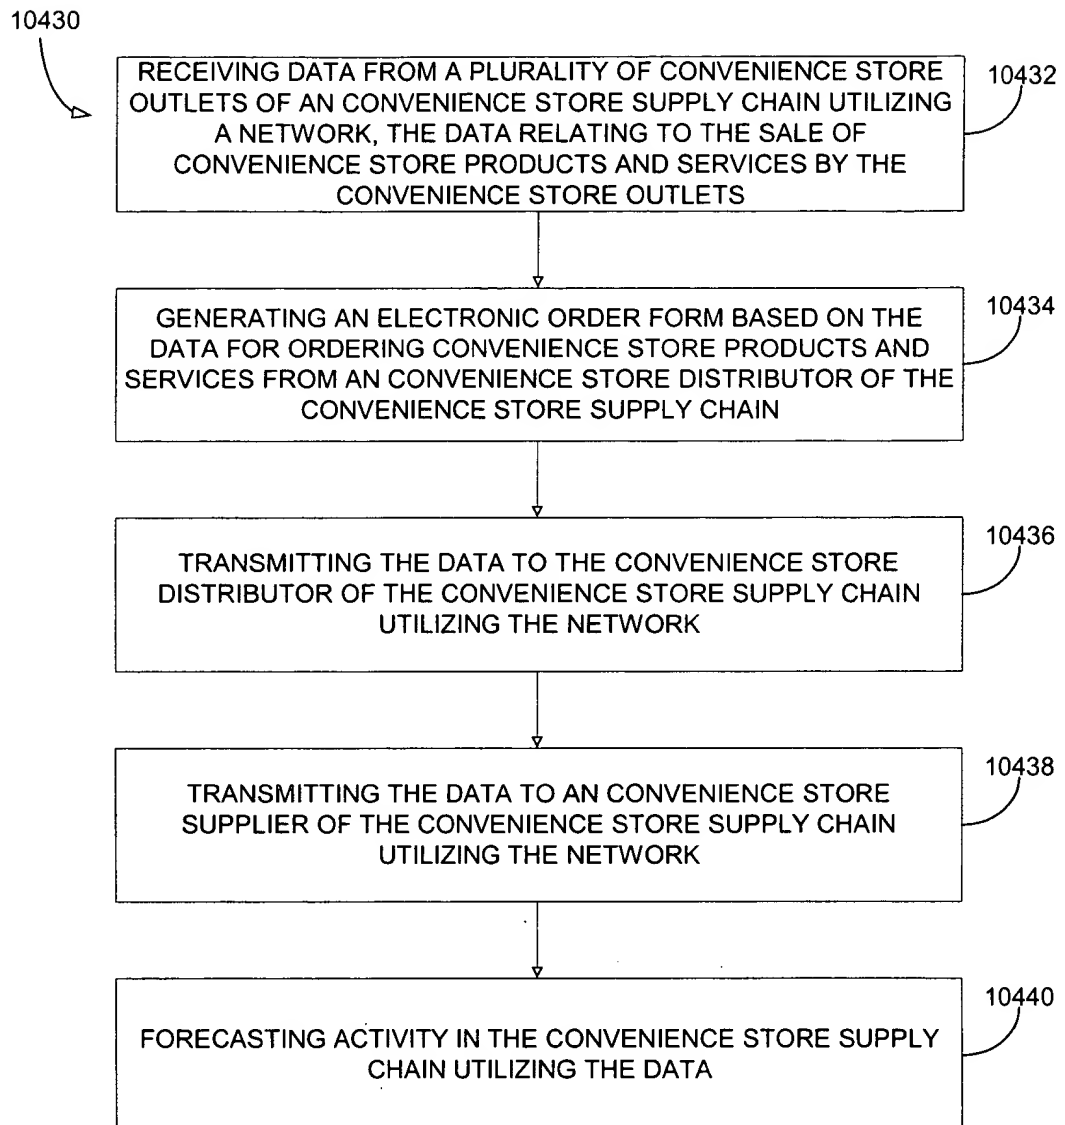 10430
RECEIVING DATA FROM A PLURALITY OF CONVENIENCE STORE
OUTLETS OF AN CONVENIENCE STORE SUPPLY CHAIN UTILIZING
A NETWORK, THE DATA RELATING TO THE SALE OF
CONVENIENCE STORE PRODUCTS AND SERVICES BY THE
CONVENIENCE STORE OUTLETS
10432
GENERATING AN ELECTRONIC ORDER FORM BASED ON THE
DATA FOR ORDERING CONVENIENCE STORE PRODUCTS AND
SERVICES FROM AN CONVENIENCE STORE DISTRIBUTOR OF THE
CONVENIENCE STORE SUPPLY CHAIN
10434
TRANSMITTING THE DATA TO THE CONVENIENCE STORE
DISTRIBUTOR OF THE CONVENIENCE STORE SUPPLY CHAIN
UTILIZING THE NETWORK
10436
TRANSMITTING THE DATA TO AN CONVENIENCE STORE
SUPPLIER OF THE CONVENIENCE STORE SUPPLY CHAIN
UTILIZING THE NETWORK
10438
FORECASTING ACTIVITY IN THE CONVENIENCE STORE SUPPLY
CHAIN UTILIZING THE DATA
10440